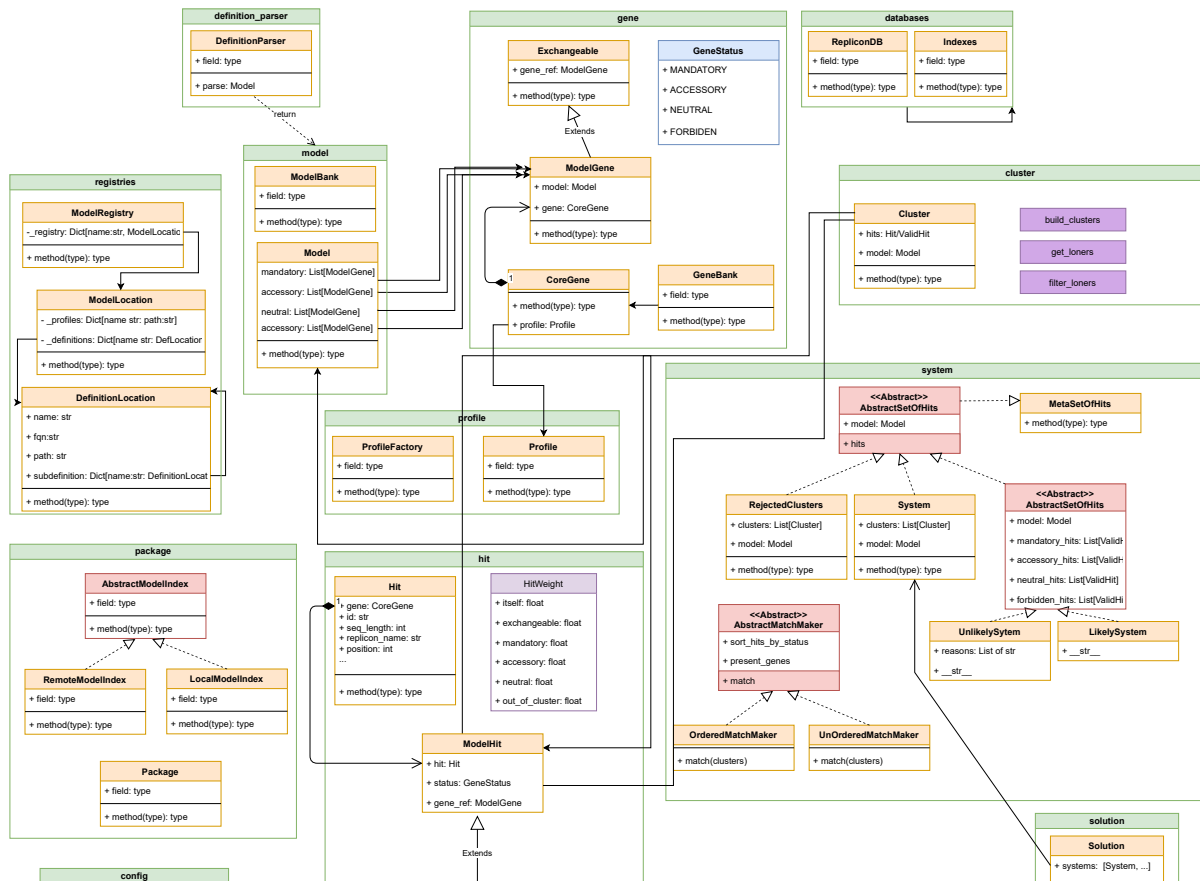 definition_parser
DefinitionParser
+ field: type
+ parse: Model
return
gene
Exchangeable
+ gene_ref: ModelGene
+ method(type): type
GeneStatus
+ MANDATORY
+ ACCESSORY
+ NEUTRAL
+ FORBIDEN
Extends
ModelGene
+ model: Model
+ gene: CoreGene
+ method(type): type
1
CoreGene
+ method(type): type
+ profile: Profile
GeneBank
+ field: type
+ method(type): type
databases
RepliconDB
+ field: type
+ method(type): type
Indexes
+ field: type
+ method(type): type
model
ModelBank
+ field: type
+ method(type): type
Model
mandatory: List[ModelGene]
accessory: List[ModelGene]
neutral: List[ModelGene]
accessory: List[ModelGene]
+ method(type): type
registries
ModelRegistry
-_registry: Dict[name:str, ModelLocatio
+ method(type): type
ModelLocation
- _profiles: Dict[name str: path:str]
- _definitions: Dict[name str: DefLocation
+ method(type): type
DefinitionLocation
+ name: str
+ fqn:str
+ path: str
+ subdefinition: Dict[name:str: DefinitionLocat
+ method(type): type
cluster
Cluster
+ hits: Hit/ValidHit
+ model: Model
+ method(type): type
build_clusters
get_loners
filter_loners
profile
ProfileFactory
+ field: type
+ method(type): type
Profile
+ field: type
+ method(type): type
system
<<Abstract>>
AbstractSetOfHits
+ model: Model
+ hits
MetaSetOfHits
+ method(type): type
RejectedClusters
+ clusters: List[Cluster]
+ model: Model
+ method(type): type
System
+ clusters: List[Cluster]
+ model: Model
+ method(type): type
<<Abstract>>
AbstractSetOfHits
+ model: Model
+ mandatory_hits: List[ValidH
+ accessory_hits: List[ValidH
+ neutral_hits: List[ValidHit]
+ forbidden_hits: List[ValidHi
UnlikelySytem
+ reasons: List of str
+ __str__
LikelySystem
+ __str__
<<Abstract>>
AbstractMatchMaker
+ sort_hits_by_status
+ present_genes
+ match
OrderedMatchMaker
+ match(clusters)
UnOrderedMatchMaker
+ match(clusters)
package
AbstractModelIndex
+ field: type
+ method(type): type
RemoteModelIndex
+ field: type
+ method(type): type
LocalModelIndex
+ field: type
+ method(type): type
Package
+ field: type
+ method(type): type
hit
Hit
1
+ gene: CoreGene
+ id: str
+ seq_length: int
+ replicon_name: str
+ position: int
...
+ method(type): type
HitWeight
+ itself: float
+ exchangeable: float
+ mandatory: float
+ accessory: float
+ neutral: float
+ out_of_cluster: float
ModelHit
+ hit: Hit
+ status: GeneStatus
+ gene_ref: ModelGene
Extends
solution
Solution
+ systems: [System, ...]
config